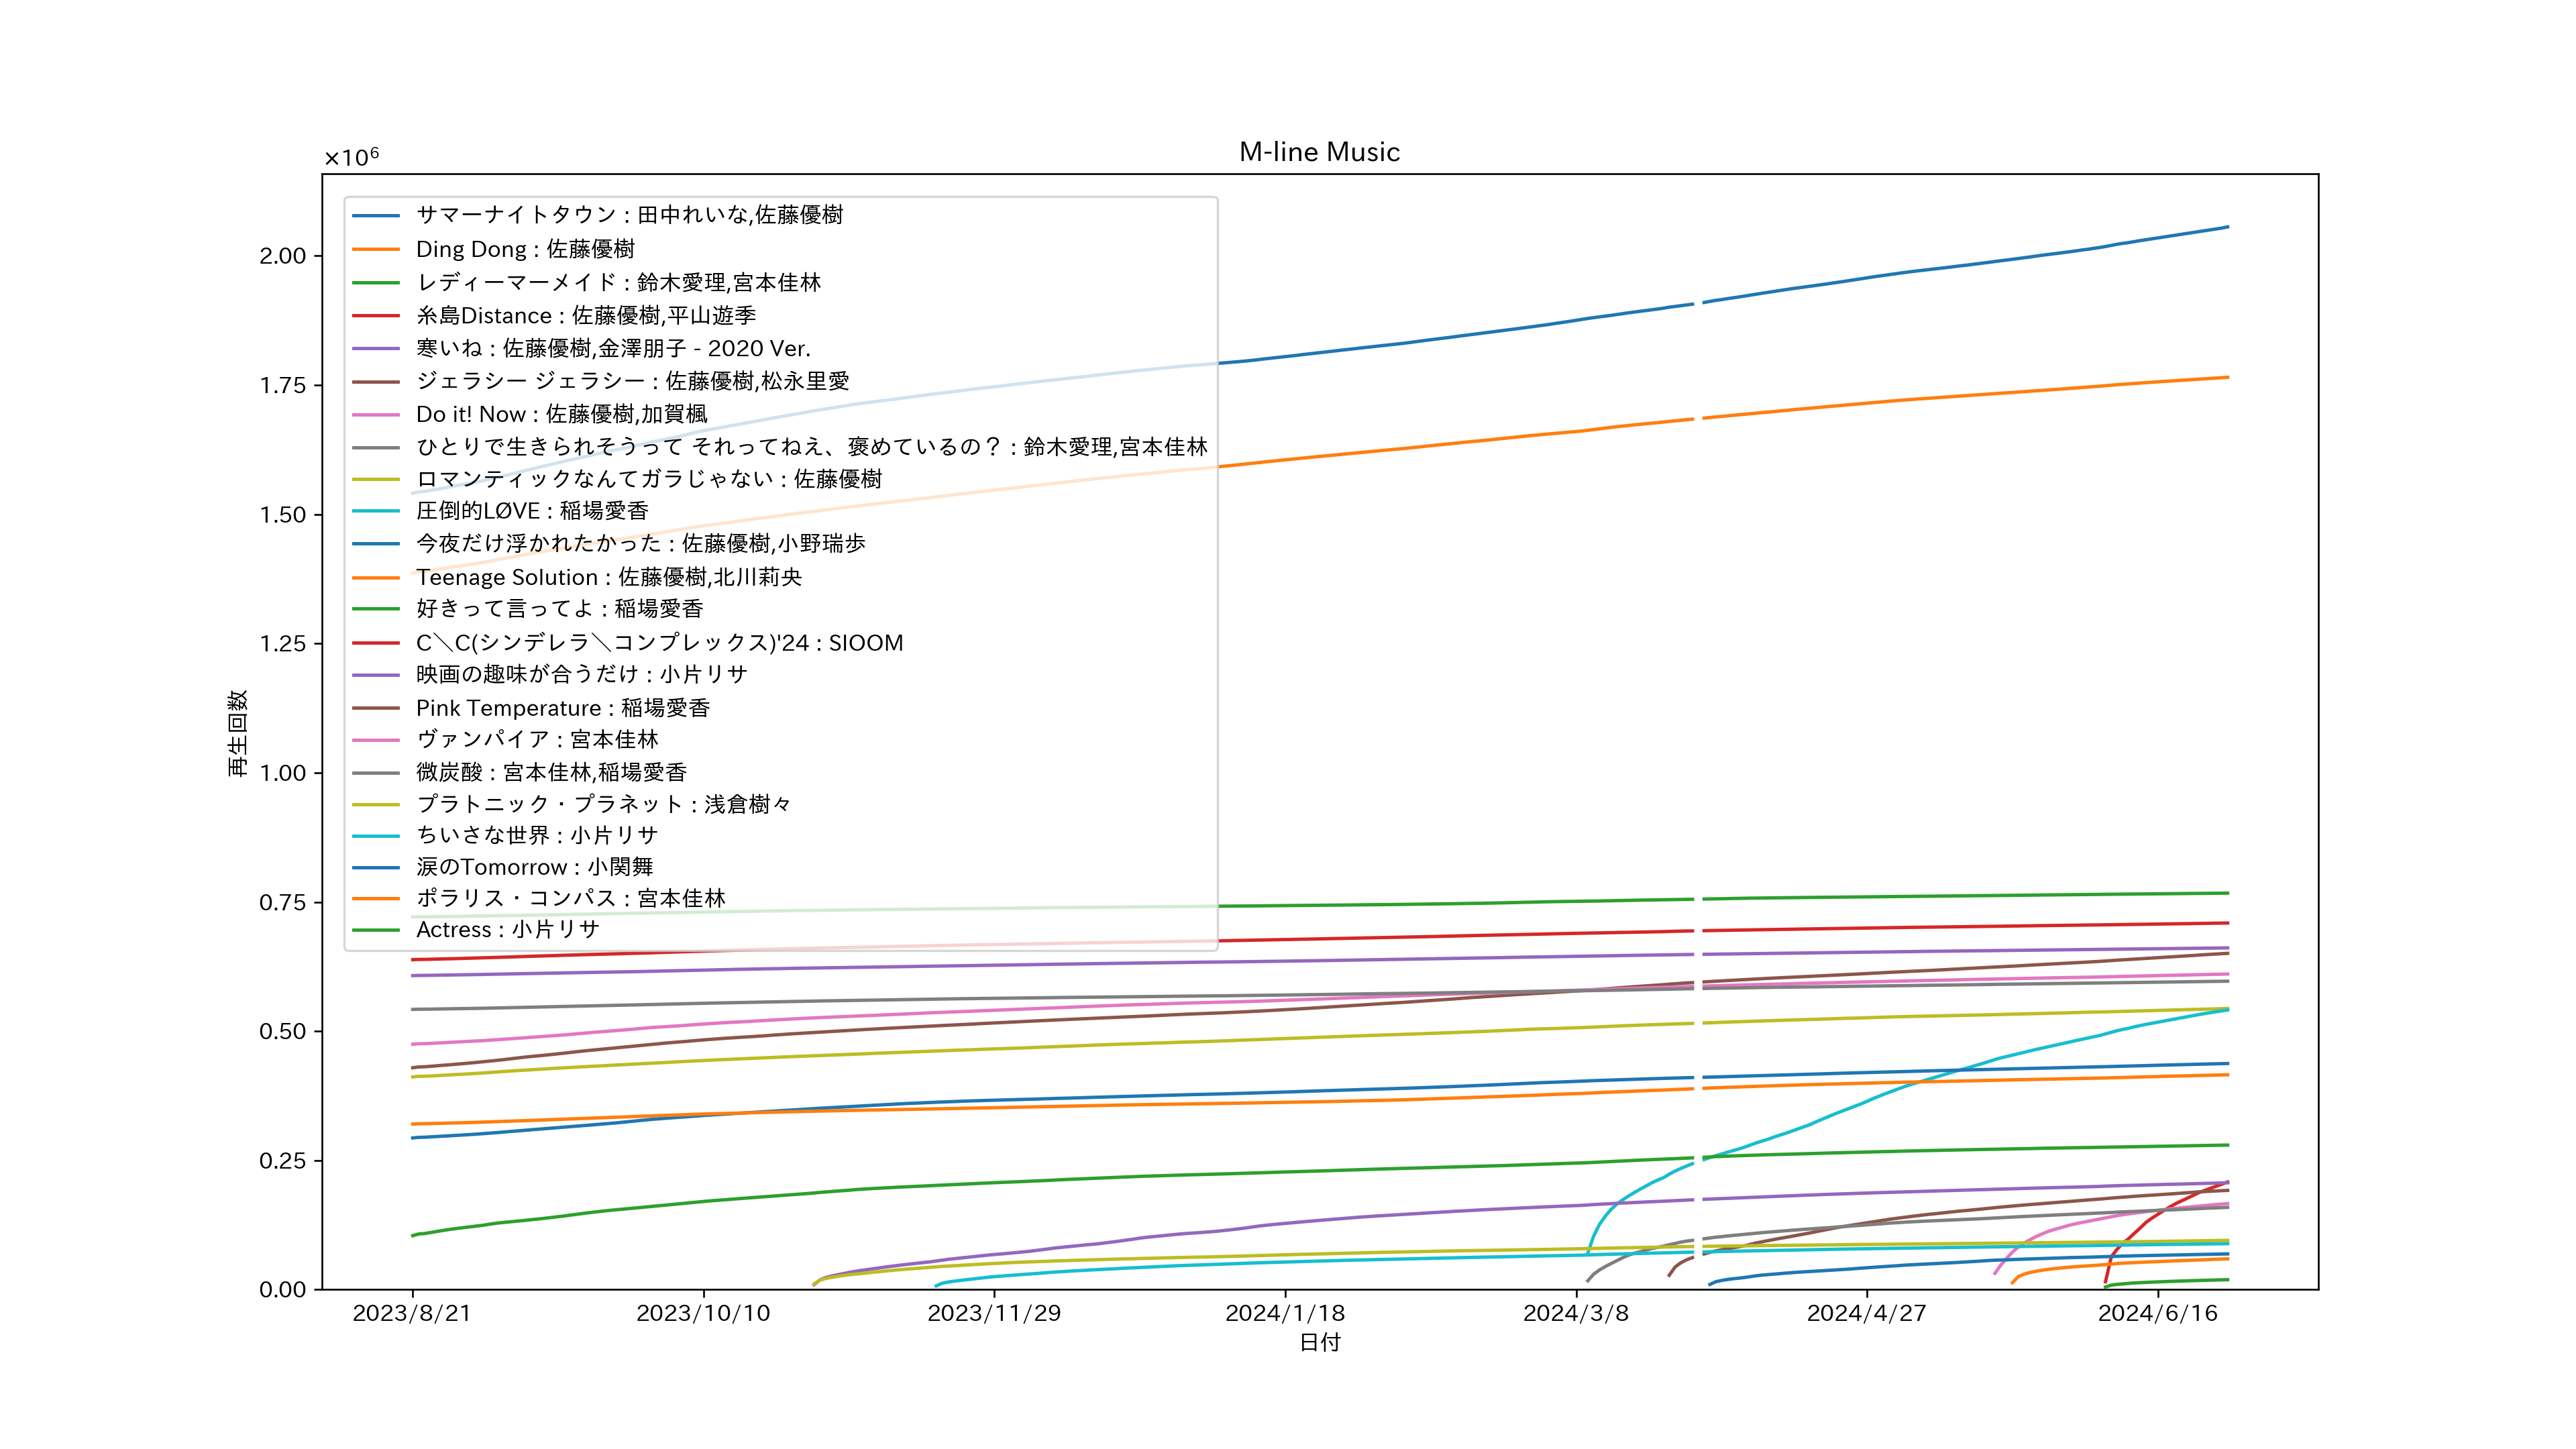 M-line Music
×10⁶
サマーナイトタウン : 田中れいな,佐藤優樹
Ding Dong : 佐藤優樹
レディーマーメイド : 鈴木愛理,宮本佳林
糸島Distance : 佐藤優樹,平山遊季
寒いね : 佐藤優樹,金澤朋子 - 2020 Ver.
ジェラシー ジェラシー : 佐藤優樹,松永里愛
Do it! Now : 佐藤優樹,加賀楓
ひとりで生きられそうって それってねえ、褒めているの？ : 鈴木愛理,宮本佳林
ロマンティックなんてガラじゃない : 佐藤優樹
圧倒的LØVE : 稲場愛香
今夜だけ浮かれたかった : 佐藤優樹,小野瑞歩
Teenage Solution : 佐藤優樹,北川莉央
好きって言ってよ : 稲場愛香
C＼C(シンデレラ＼コンプレックス)'24 : SIOOM
映画の趣味が合うだけ : 小片リサ
Pink Temperature : 稲場愛香
ヴァンパイア : 宮本佳林
微炭酸 : 宮本佳林,稲場愛香
プラトニック・プラネット : 浅倉樹々
ちいさな世界 : 小片リサ
涙のTomorrow : 小関舞
ポラリス・コンパス : 宮本佳林
Actress : 小片リサ
2.00
1.75
1.50
1.25
1.00
0.75
0.50
0.25
0.00
再生回数
2023/8/21
2023/10/10
2023/11/29
2024/1/18
2024/3/8
2024/4/27
2024/6/16
日付